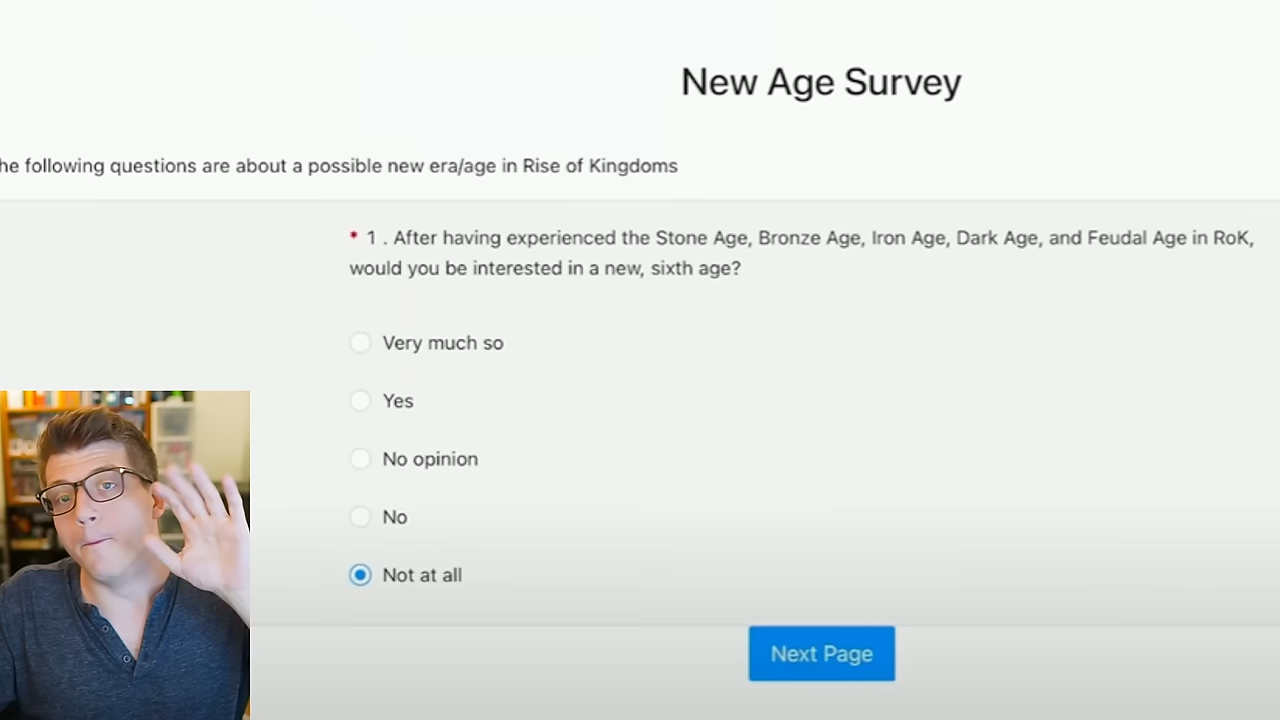 New Age Survey
he following questions are about a possible new era/age in Rise of Kingdoms
* 1 . After having experienced the Stone Age, Bronze Age, Iron Age, Dark Age, and Feudal Age in RoK,
would you be interested in a new, sixth age?
Very much so
Yes
No opinion
No
Not at all
Next Page